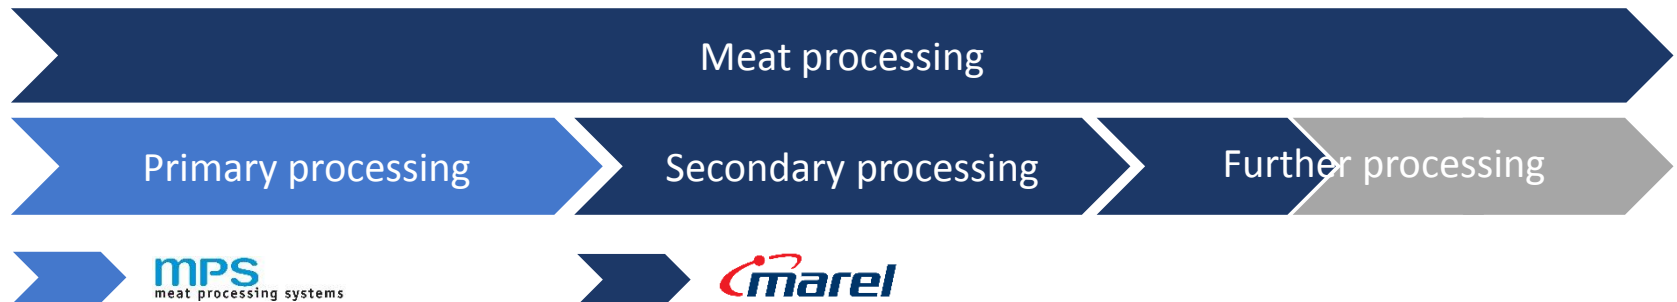 Meat processing
Primary processing
Secondary processing
Further processing
mps
meat processing systems
marel